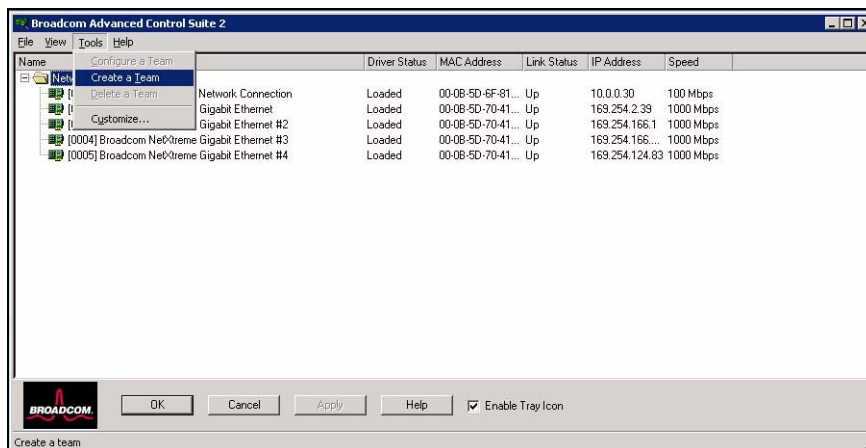 Broadcom Advanced Control Suite 2
File View Tools Help
Name Driver Status MAC Address Link Status IP Address Speed
Configure a Team
Create a Team
Delete a Team
Customize...
Network Connection Loaded 00-0B-5D-6F-81... Up 10.0.0.30 100 Mbps
Gigabit Ethernet Loaded 00-0B-5D-70-41... Up 169.254.2.39 1000 Mbps
Gigabit Ethernet #2 Loaded 00-0B-5D-70-41... Up 169.254.166.1 1000 Mbps
[0004] Broadcom NetXtreme Gigabit Ethernet #3 Loaded 00-0B-5D-70-41... Up 169.254.166.... 1000 Mbps
[0005] Broadcom NetXtreme Gigabit Ethernet #4 Loaded 00-0B-5D-70-41... Up 169.254.124.83 1000 Mbps
BROADCOM.
OK Cancel Apply Help Enable Tray Icon
Create a team